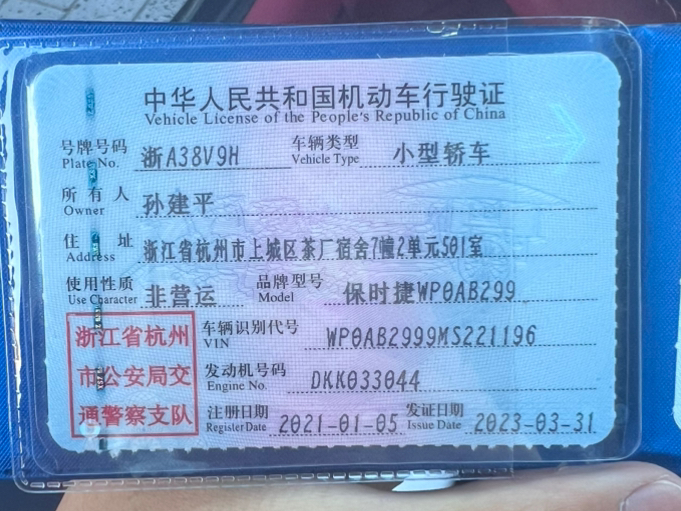 中华人民共和国机动车行驶证
Vehicle License of the People's Republic of China
号牌号码 浙A38V9H 车辆类型 小型轿车
Plate No. Vehicle Type
所有人 孙建平
Owner
住址 浙江省杭州市上城区茶厂宿舍7幢2单元501室
Address
使用性质 非营运 品牌型号 保时捷WP0AB299
Use Character Model
浙江省杭州
市公安局交
通警察支队
车辆识别代号 WP0AB2999MS221196
VIN
发动机号码 DKK033044
Engine No.
注册日期 2021-01-05 发证日期 2023-03-31
Register Date Issue Date